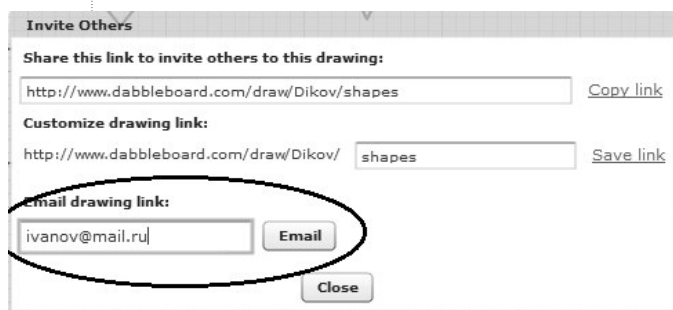 Invite Others
Share this link to invite others to this drawing:
http://www.dabbleboard.com/draw/Dikov/shapes Copy link
Customize drawing link:
http://www.dabbleboard.com/draw/Dikov/ shapes Save link
Email drawing link:
ivanov@mail.ru Email
Close